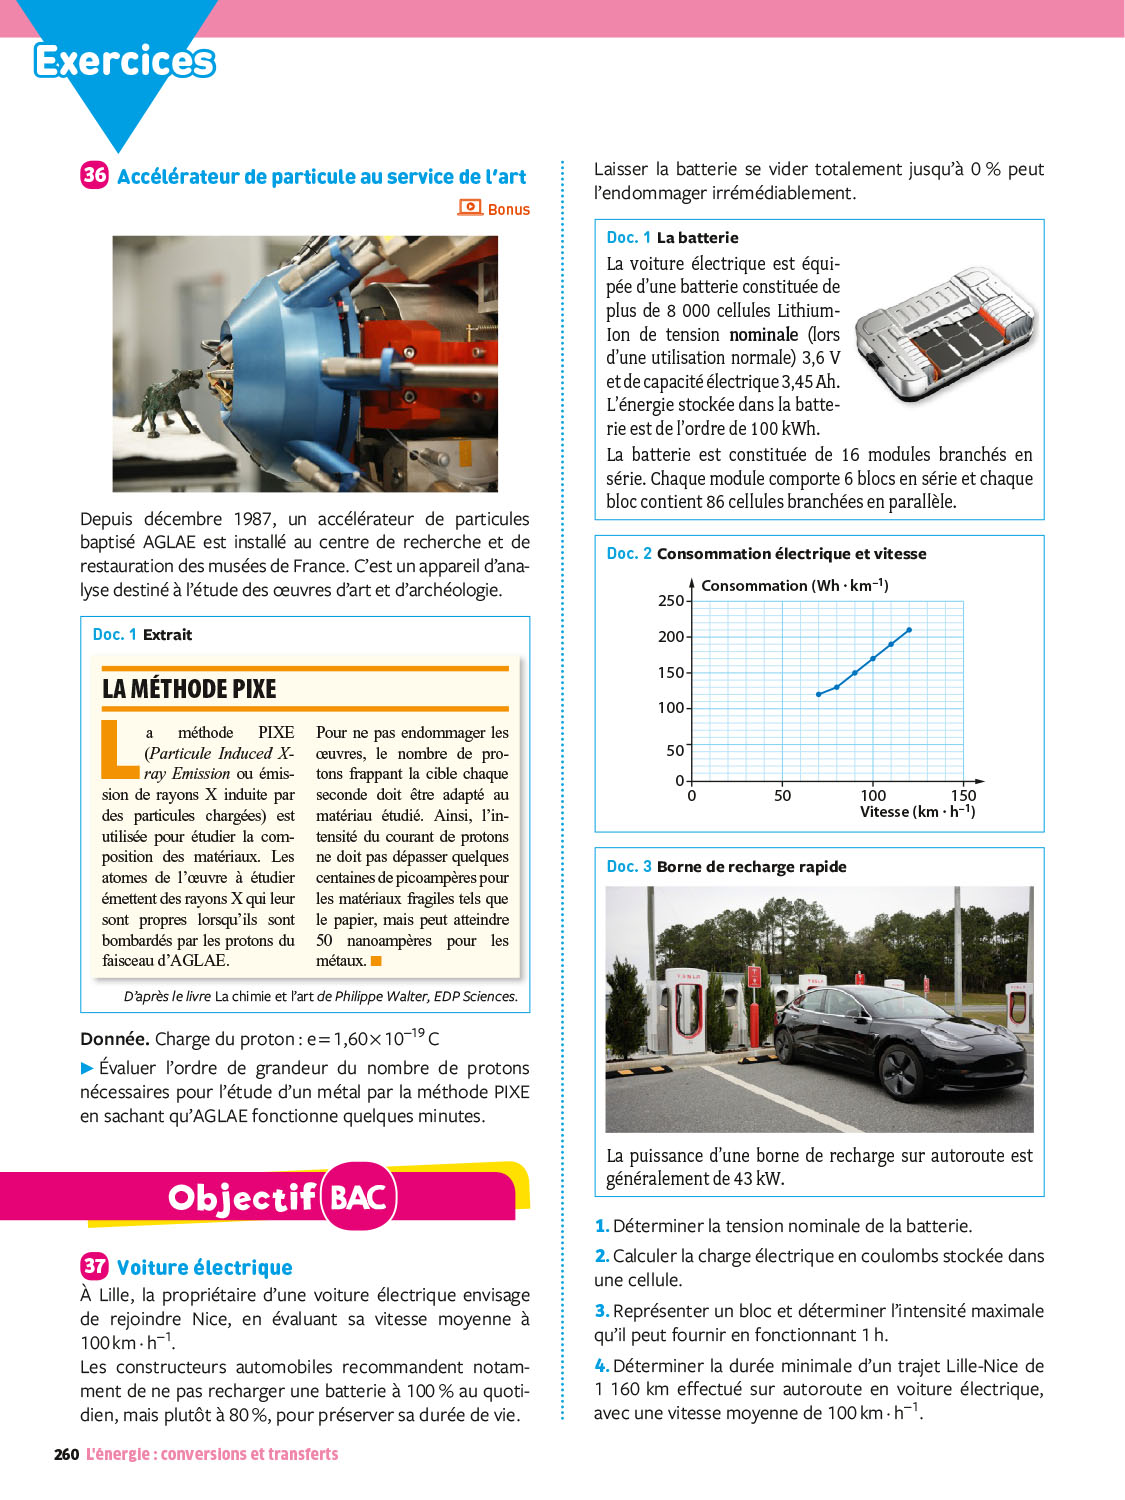 Exercices
36 Accélérateur de particule au service de l'art
Bonus
Depuis décembre 1987, un accélérateur de particules
baptisé AGLAE est installé au centre de recherche et de
restauration des musées de France. C'est un appareil d'ana-
lyse destiné à l'étude des œuvres d'art et d'archéologie.
Doc. 1 Extrait
LA MÉTHODE PIXE
La méthode PIXE
(Particule Induced X-
ray Emission ou émis-
sion de rayons X induite par
des particules chargées) est
utilisée pour étudier la com-
position des matériaux. Les
atomes de l'œuvre à étudier
émettent des rayons X qui leur
sont propres lorsqu'ils sont
bombardés par les protons du
faisceau d'AGLAE.
Pour ne pas endommager les
œuvres, le nombre de pro-
tons frappant la cible chaque
seconde doit être adapté au
matériau étudié. Ainsi, l'in-
tensité du courant de protons
ne doit pas dépasser quelques
centaines de picoampères pour
les matériaux fragiles tels que
le papier, mais peut atteindre
50 nanoampères pour les
métaux.
D'après le livre La chimie et l'art de Philippe Walter, EDP Sciences.
Donnée. Charge du proton : e = 1,60 × 10⁻¹⁹ C
► Évaluer l'ordre de grandeur du nombre de protons
nécessaires pour l'étude d'un métal par la méthode PIXE
en sachant qu'AGLAE fonctionne quelques minutes.
Objectif BAC
37 Voiture électrique
À Lille, la propriétaire d'une voiture électrique envisage
de rejoindre Nice, en évaluant sa vitesse moyenne à
100 km · h⁻¹.
Les constructeurs automobiles recommandent notam-
ment de ne pas recharger une batterie à 100 % au quoti-
dien, mais plutôt à 80 %, pour préserver sa durée de vie.
Laisser la batterie se vider totalement jusqu'à 0 % peut
l'endommager irrémédiablement.
Doc. 1 La batterie
La voiture électrique est équi-
pée d'une batterie constituée de
plus de 8 000 cellules Lithium-
Ion de tension nominale (lors
d'une utilisation normale) 3,6 V
et de capacité électrique 3,45 Ah.
L'énergie stockée dans la batte-
rie est de l'ordre de 100 kWh.
La batterie est constituée de 16 modules branchés en
série. Chaque module comporte 6 blocs en série et chaque
bloc contient 86 cellules branchées en parallèle.
Doc. 2 Consommation électrique et vitesse
Consommation (Wh · km⁻¹)
250
200
150
100
50
0
0 50 100 150
Vitesse (km · h⁻¹)
Doc. 3 Borne de recharge rapide
TESLA
La puissance d'une borne de recharge sur autoroute est
généralement de 43 kW.
1. Déterminer la tension nominale de la batterie.
2. Calculer la charge électrique en coulombs stockée dans
une cellule.
3. Représenter un bloc et déterminer l'intensité maximale
qu'il peut fournir en fonctionnant 1 h.
4. Déterminer la durée minimale d'un trajet Lille-Nice de
1 160 km effectué sur autoroute en voiture électrique,
avec une vitesse moyenne de 100 km · h⁻¹.
260 L'énergie : conversions et transferts